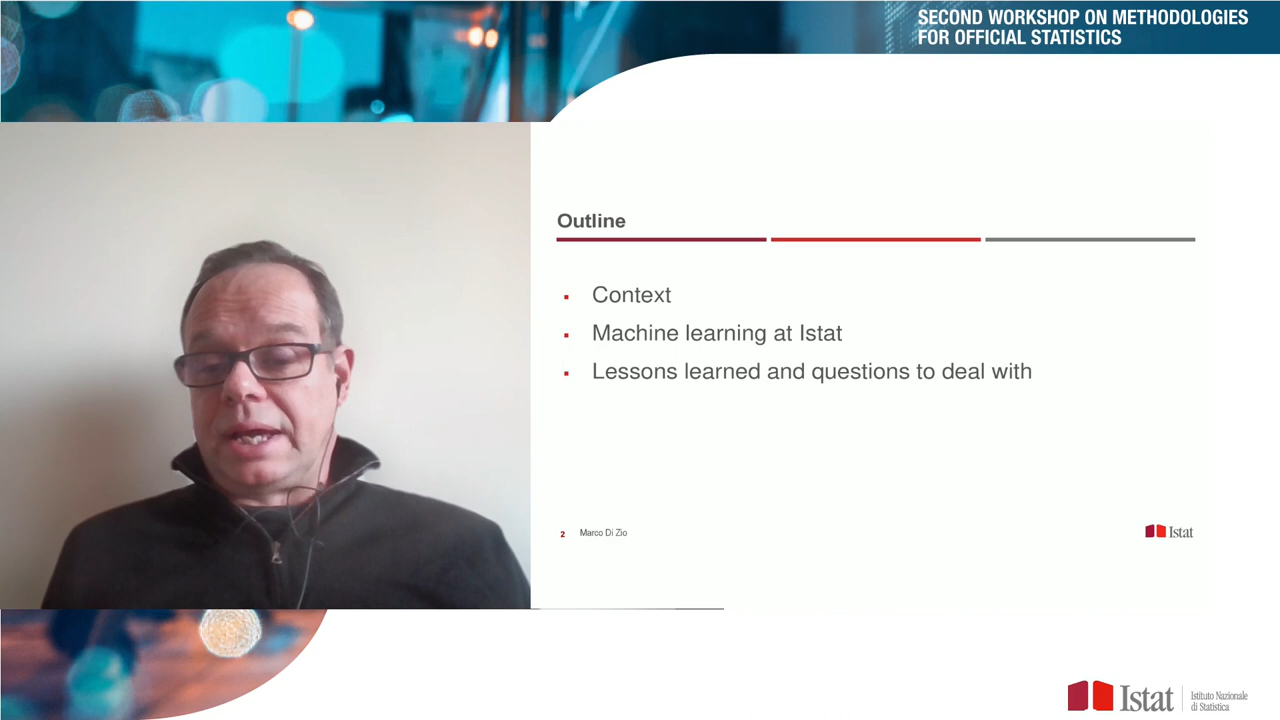 SECOND WORKSHOP ON METHODOLOGIES
FOR OFFICIAL STATISTICS
Outline
Context
Machine learning at Istat
Lessons learned and questions to deal with
2 Marco Di Zio
Istat
Istat
Istituto Nazionale
di Statistica